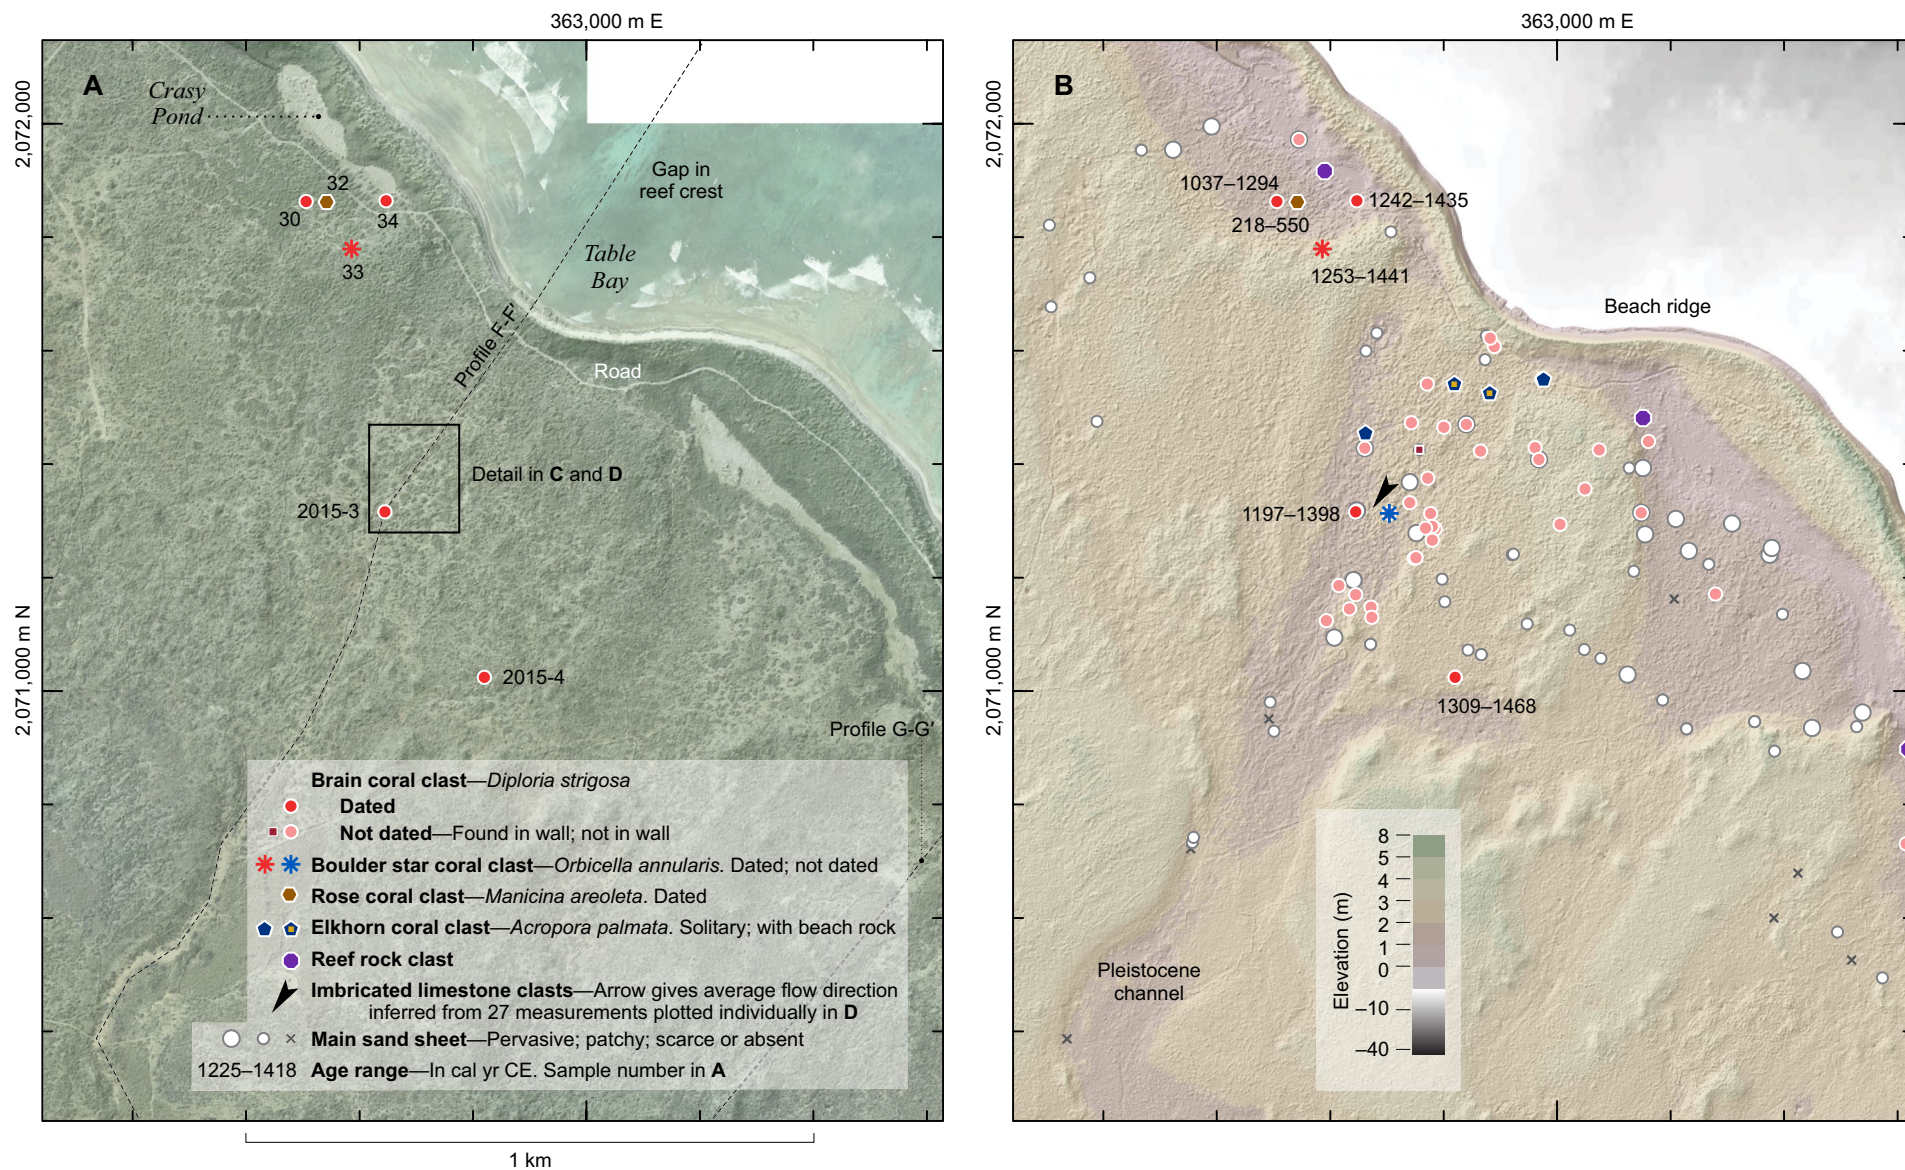 363,000 m E
363,000 m E
A
Crasy
Pond
2,072,000
32
30
34
33
Gap in
reef crest
Table
Bay
Profile F-F'
Road
Detail in C and D
2015-3
2015-4
2,071,000 m N
Profile G-G'
Brain coral clast—Diploria strigosa
Dated
Not dated—Found in wall; not in wall
Boulder star coral clast—Orbicella annularis. Dated; not dated
Rose coral clast—Manicina areoleta. Dated
Elkhorn coral clast—Acropora palmata. Solitary; with beach rock
Reef rock clast
Imbricated limestone clasts—Arrow gives average flow direction
inferred from 27 measurements plotted individually in D
Main sand sheet—Pervasive; patchy; scarce or absent
1225–1418 Age range—In cal yr CE. Sample number in A
1 km
B
2,072,000
1037–1294
1242–1435
218–550
1253–1441
Beach ridge
1197–1398
1309–1468
2,071,000 m N
Pleistocene
channel
Elevation (m)
8
5
4
3
2
1
0
–10
–40